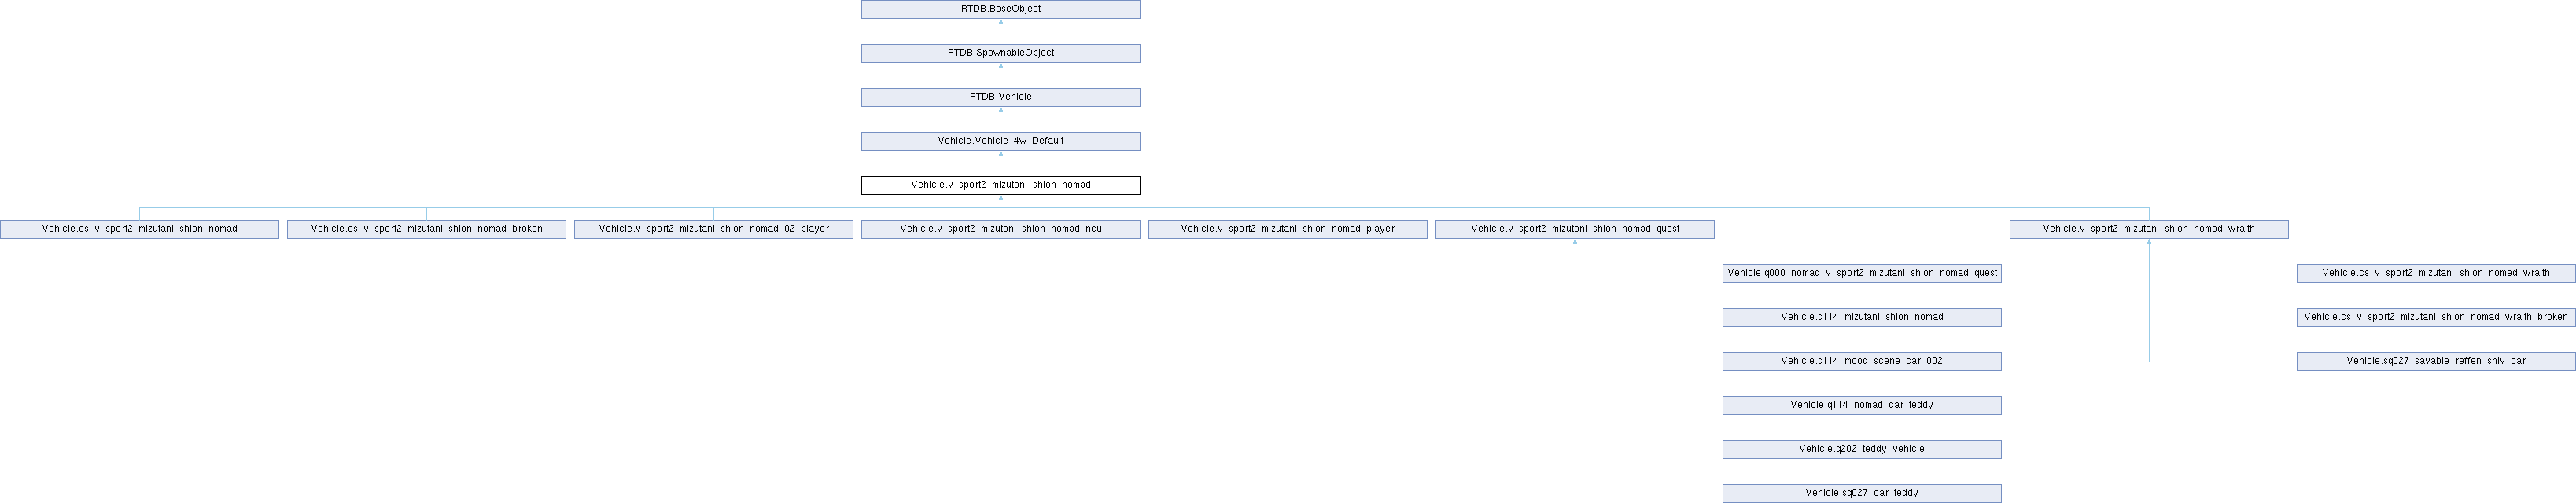 RTDB.BaseObject
RTDB.SpawnableObject
RTDB.Vehicle
Vehicle.Vehicle_4w_Default
Vehicle.v_sport2_mizutani_shion_nomad
Vehicle.cs_v_sport2_mizutani_shion_nomad
Vehicle.cs_v_sport2_mizutani_shion_nomad_broken
Vehicle.v_sport2_mizutani_shion_nomad_02_player
Vehicle.v_sport2_mizutani_shion_nomad_ncu
Vehicle.v_sport2_mizutani_shion_nomad_player
Vehicle.v_sport2_mizutani_shion_nomad_quest
Vehicle.v_sport2_mizutani_shion_nomad_wraith
Vehicle.q000_nomad_v_sport2_mizutani_shion_nomad_quest
Vehicle.cs_v_sport2_mizutani_shion_nomad_wraith
Vehicle.q114_mizutani_shion_nomad
Vehicle.cs_v_sport2_mizutani_shion_nomad_wraith_broken
Vehicle.q114_mood_scene_car_002
Vehicle.sq027_savable_raffen_shiv_car
Vehicle.q114_nomad_car_teddy
Vehicle.q202_teddy_vehicle
Vehicle.sq027_car_teddy